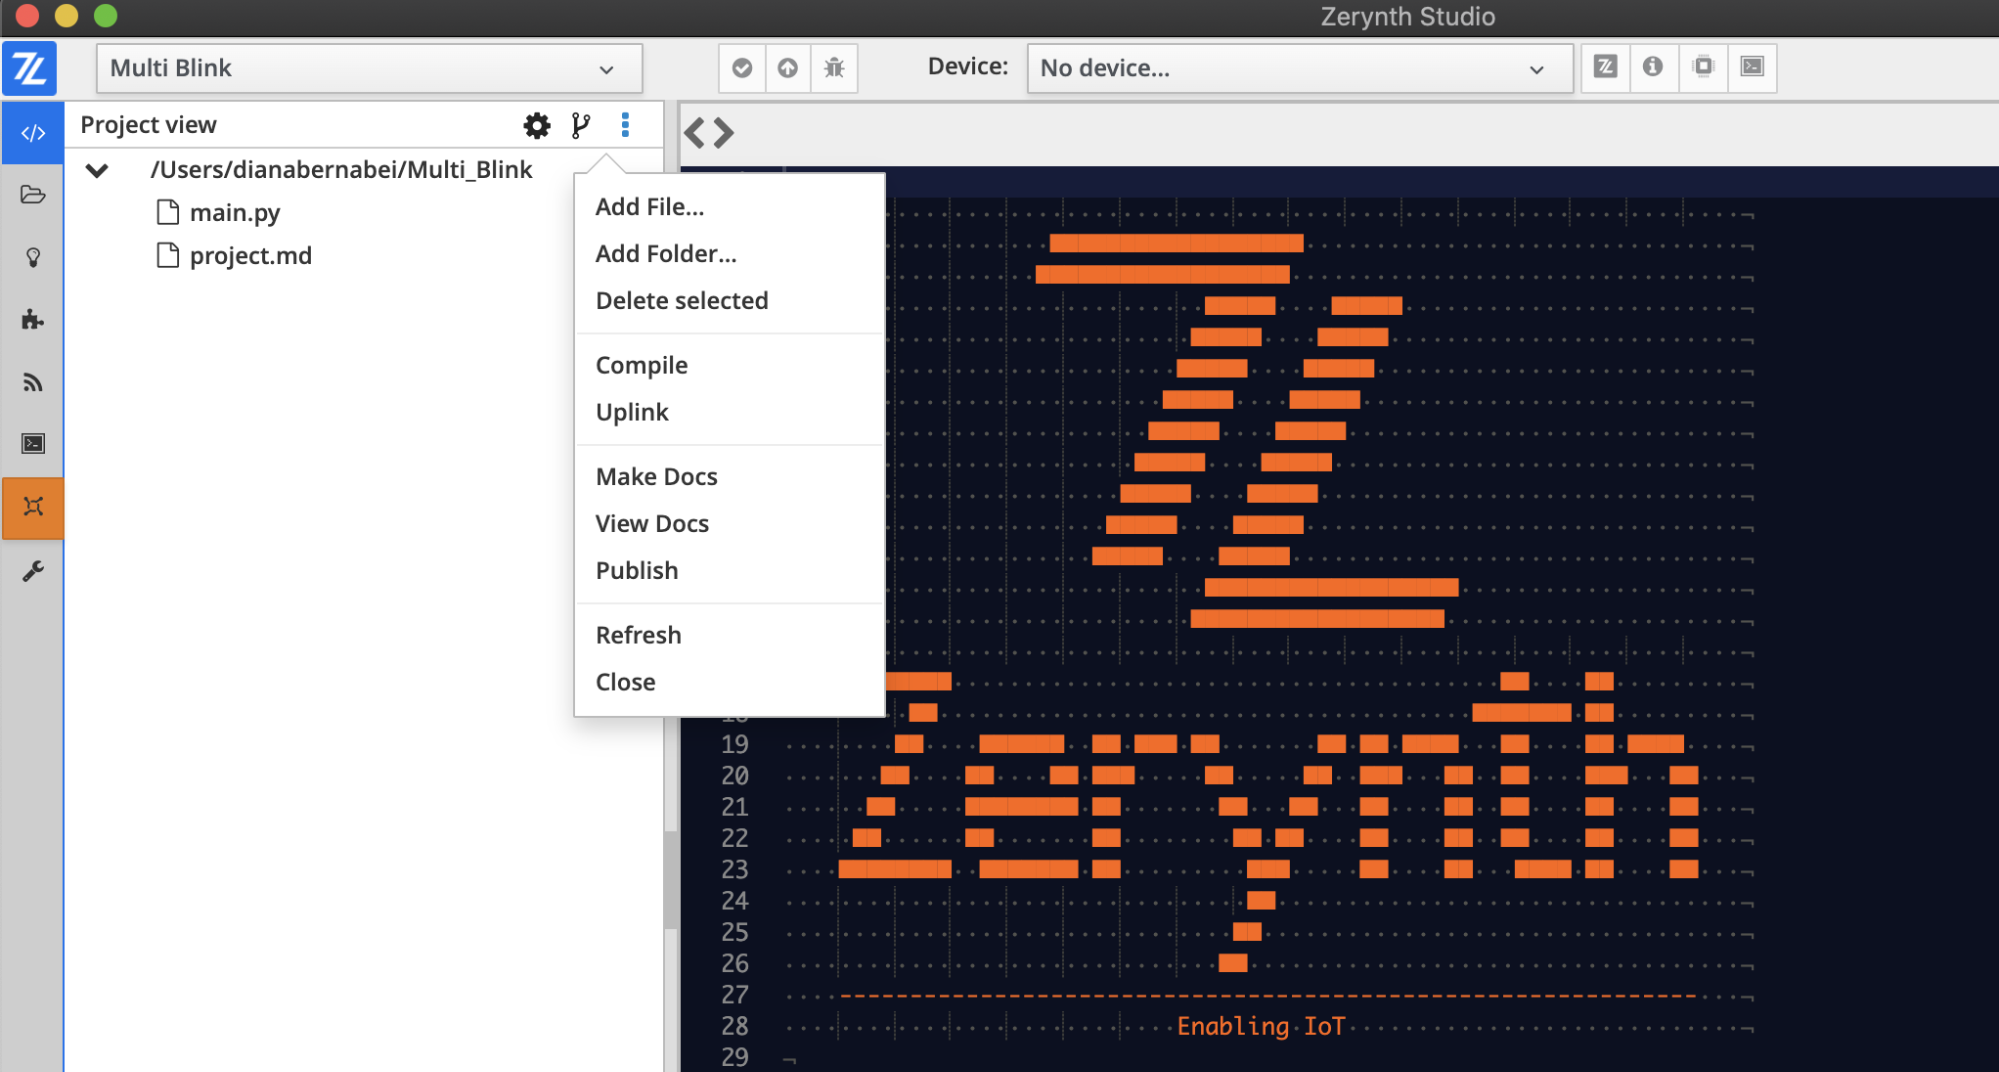 Zerynth Studio
Multi Blink
Device:
No device...
Project view
/Users/dianabernabei/Multi_Blink
main.py
project.md
Add File...
Add Folder...
Delete selected
Compile
Uplink
Make Docs
View Docs
Publish
Refresh
Close
19
20
21
22
23
24
25
26
27
28 Enabling IoT
29